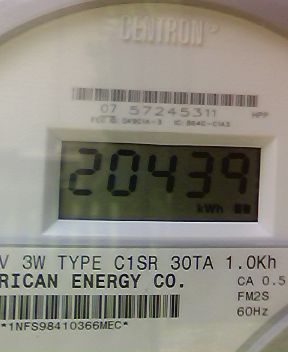 CENTRON®
07 57245311 HPP
20439
kWh
V 3W TYPE C1SR 30TA 1.0Kh
RICAN ENERGY CO. CA 0.5
FM2S
*1NFS98410366MEC* 60Hz